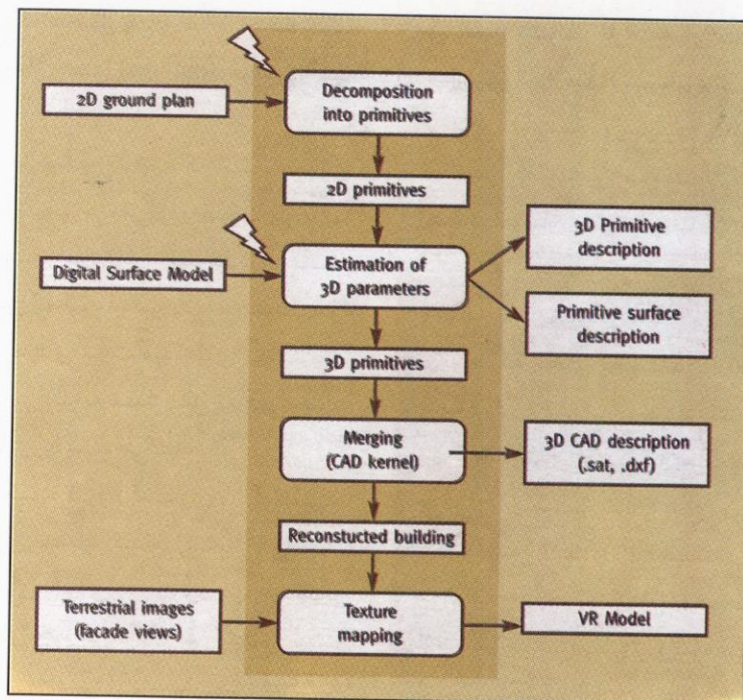 2D ground plan
Decomposition
into primitives
2D primitives
Digital Surface Model
Estimation of
3D parameters
3D Primitive
description
Primitive surface
description
3D primitives
Merging
(CAD kernel)
3D CAD description
(.sat, .dxf)
Reconstucted building
Terrestrial images
(facade views)
Texture
mapping
VR Model